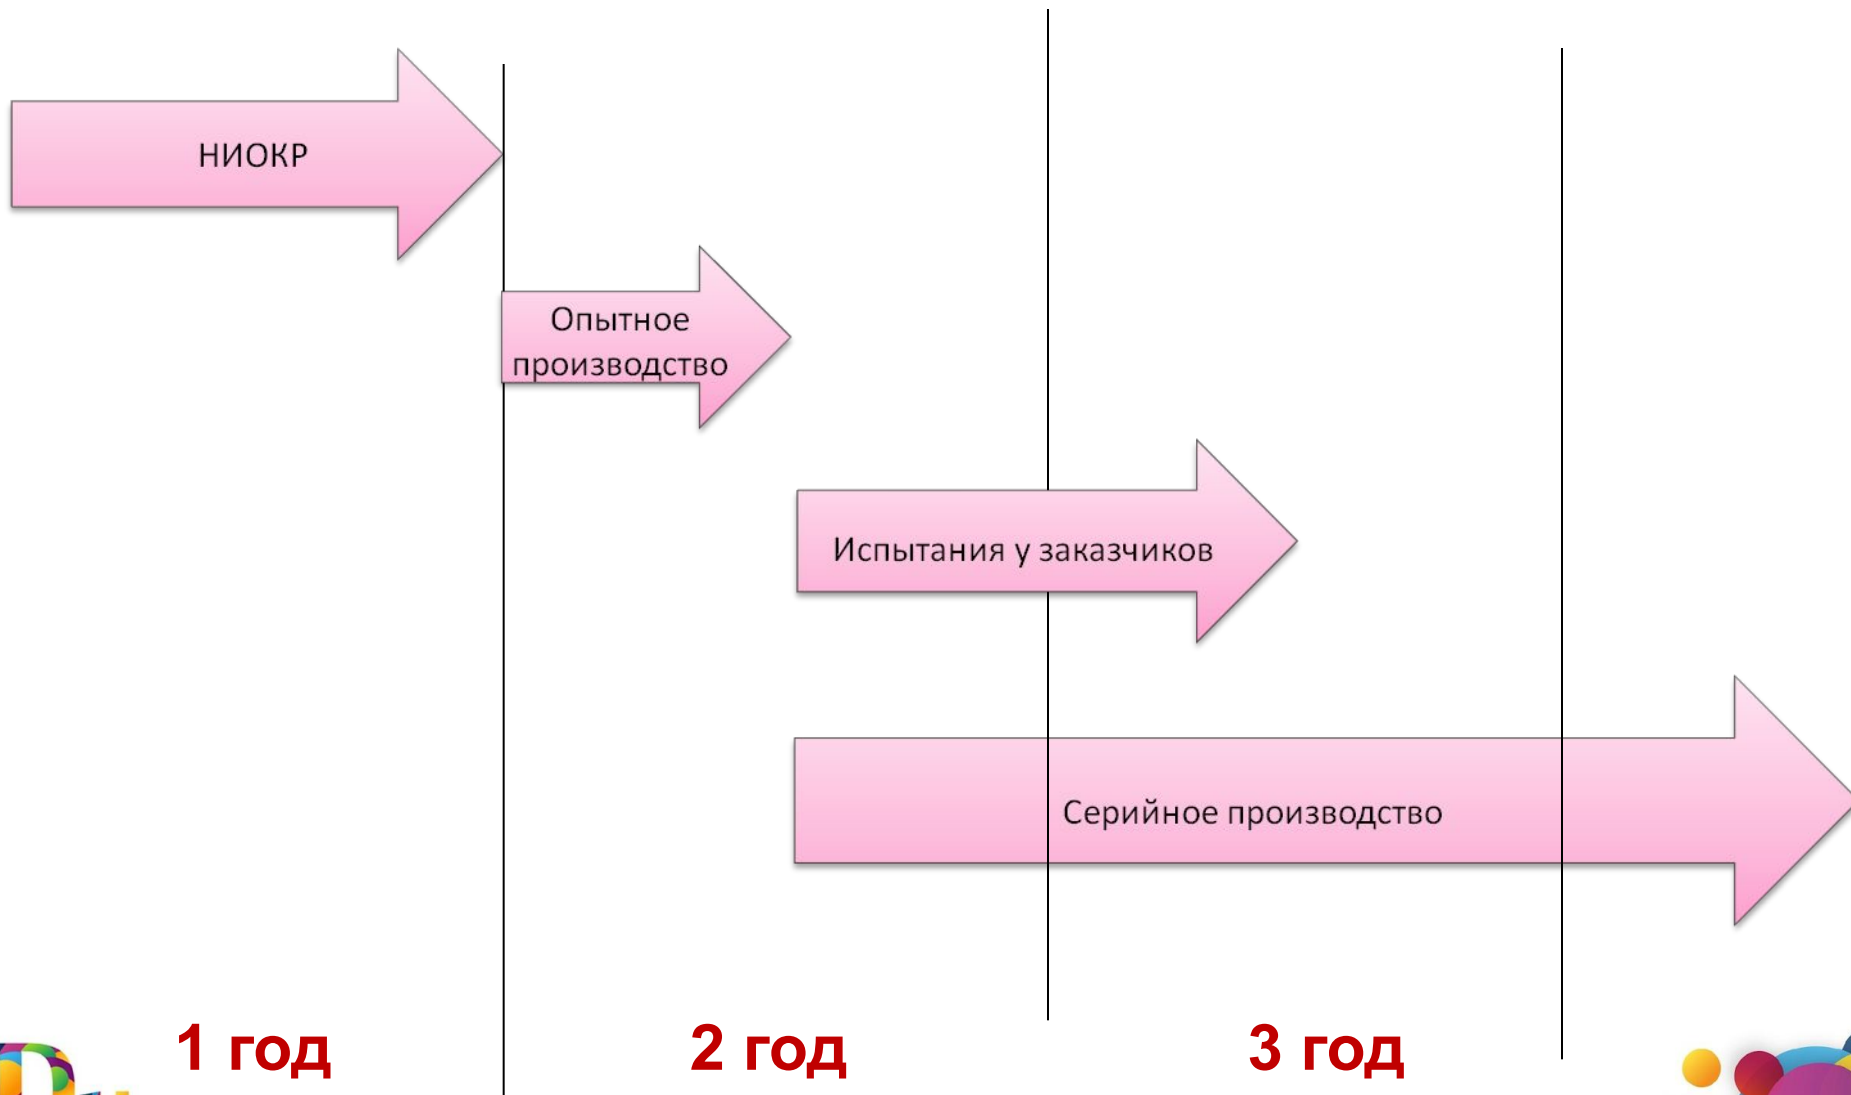 НИОКР
Опытное
производство
Испытания у заказчиков
Серийное производство
1 год
2 год
3 год